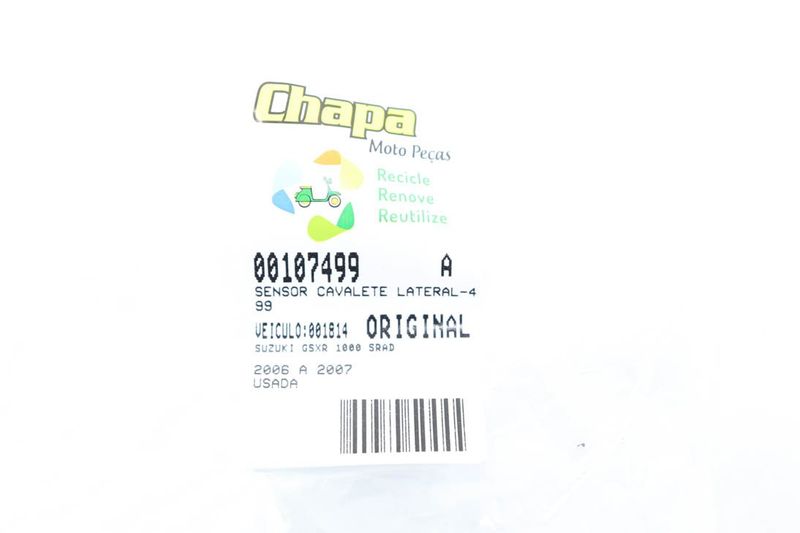 Chapa
Moto Peças
Recicle
Renove
Reutilize
00107499 A
SENSOR CAVALETE LATERAL-4
99
VEICULO:001814 ORIGINAL
SUZUKI GSXR 1000 SRAD
2006 A 2007
USADA